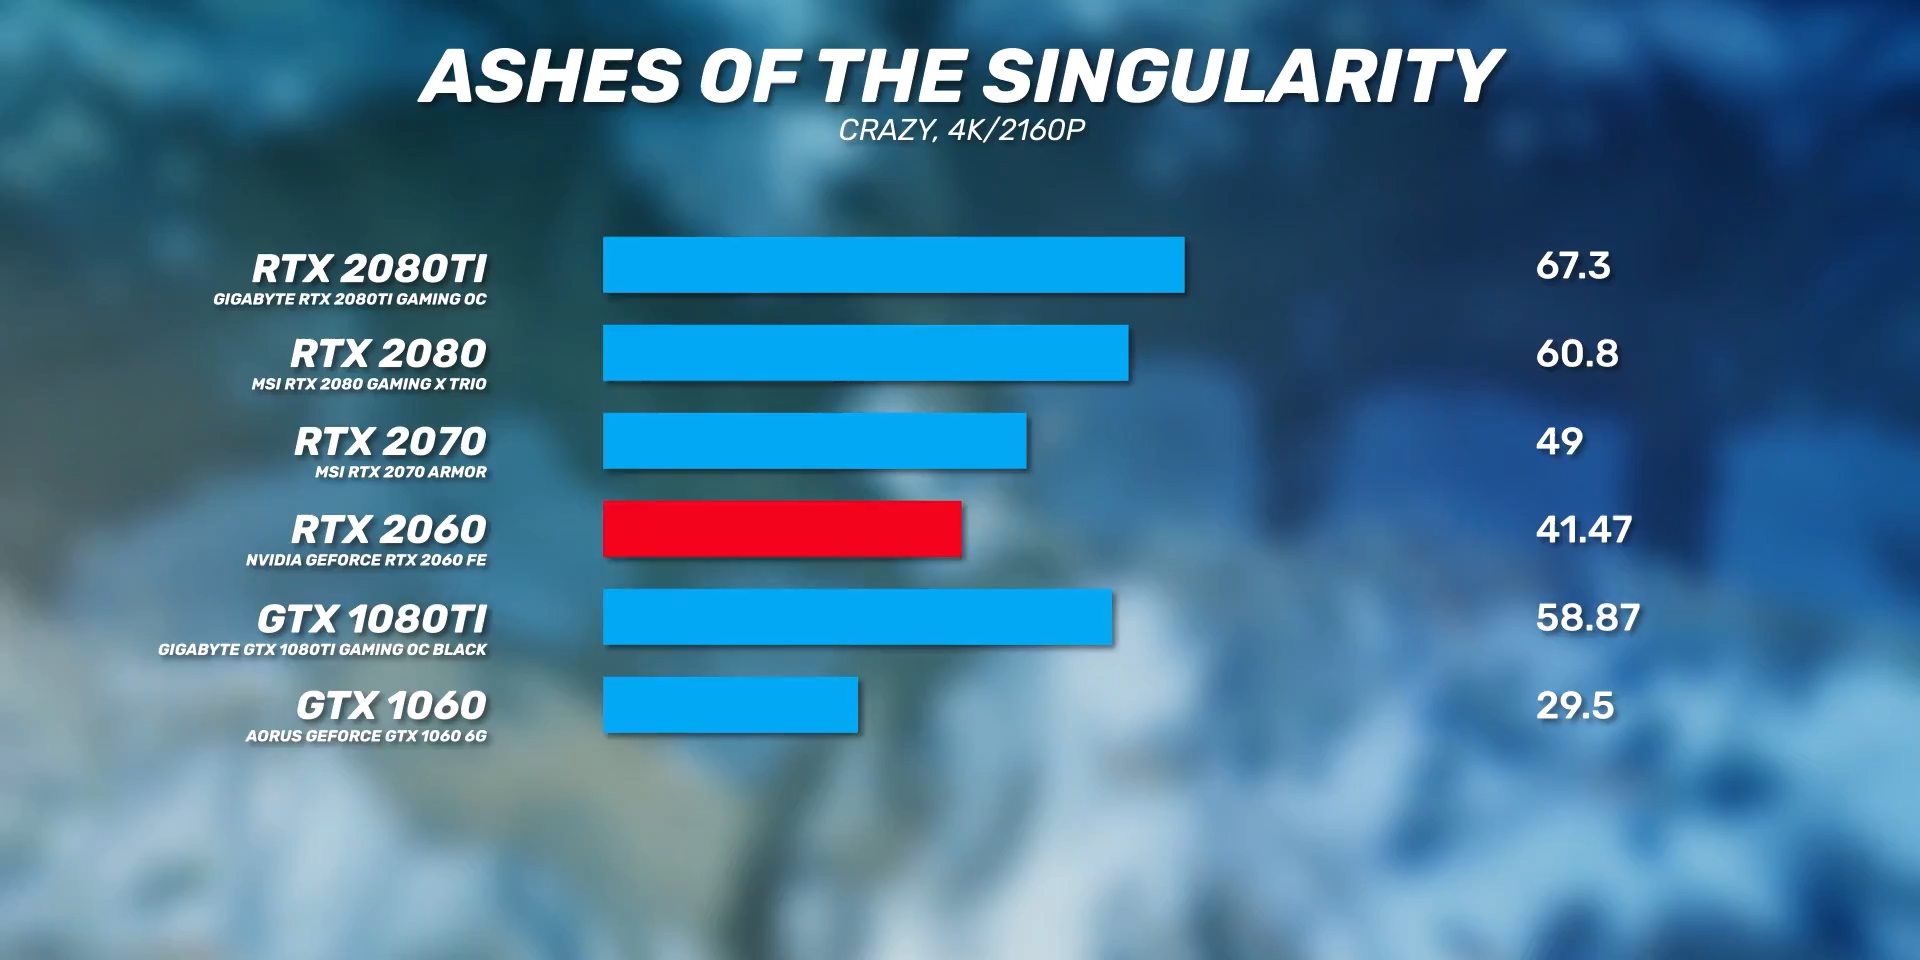 ASHES OF THE SINGULARITY
CRAZY, 4K/2160P
RTX 2080TI
GIGABYTE RTX 2080TI GAMING OC
67.3
RTX 2080
MSI RTX 2080 GAMING X TRIO
60.8
RTX 2070
MSI RTX 2070 ARMOR
49
RTX 2060
NVIDIA GEFORCE RTX 2060 FE
41.47
GTX 1080TI
GIGABYTE GTX 1080TI GAMING OC BLACK
58.87
GTX 1060
AORUS GEFORCE GTX 1060 6G
29.5